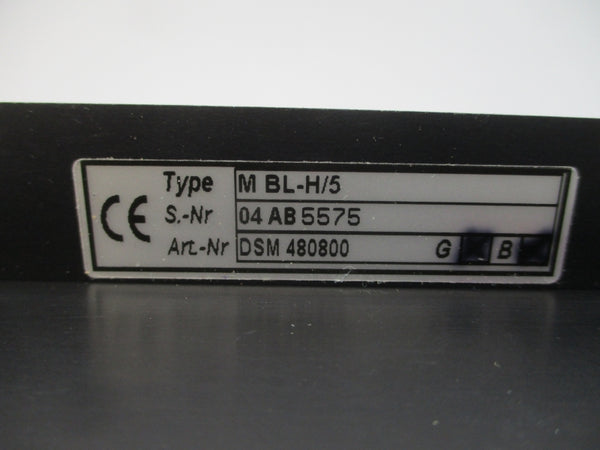 CE
Type M BL-H/5
S.-Nr 04 AB 5575
Art.-Nr DSM 480800 G B